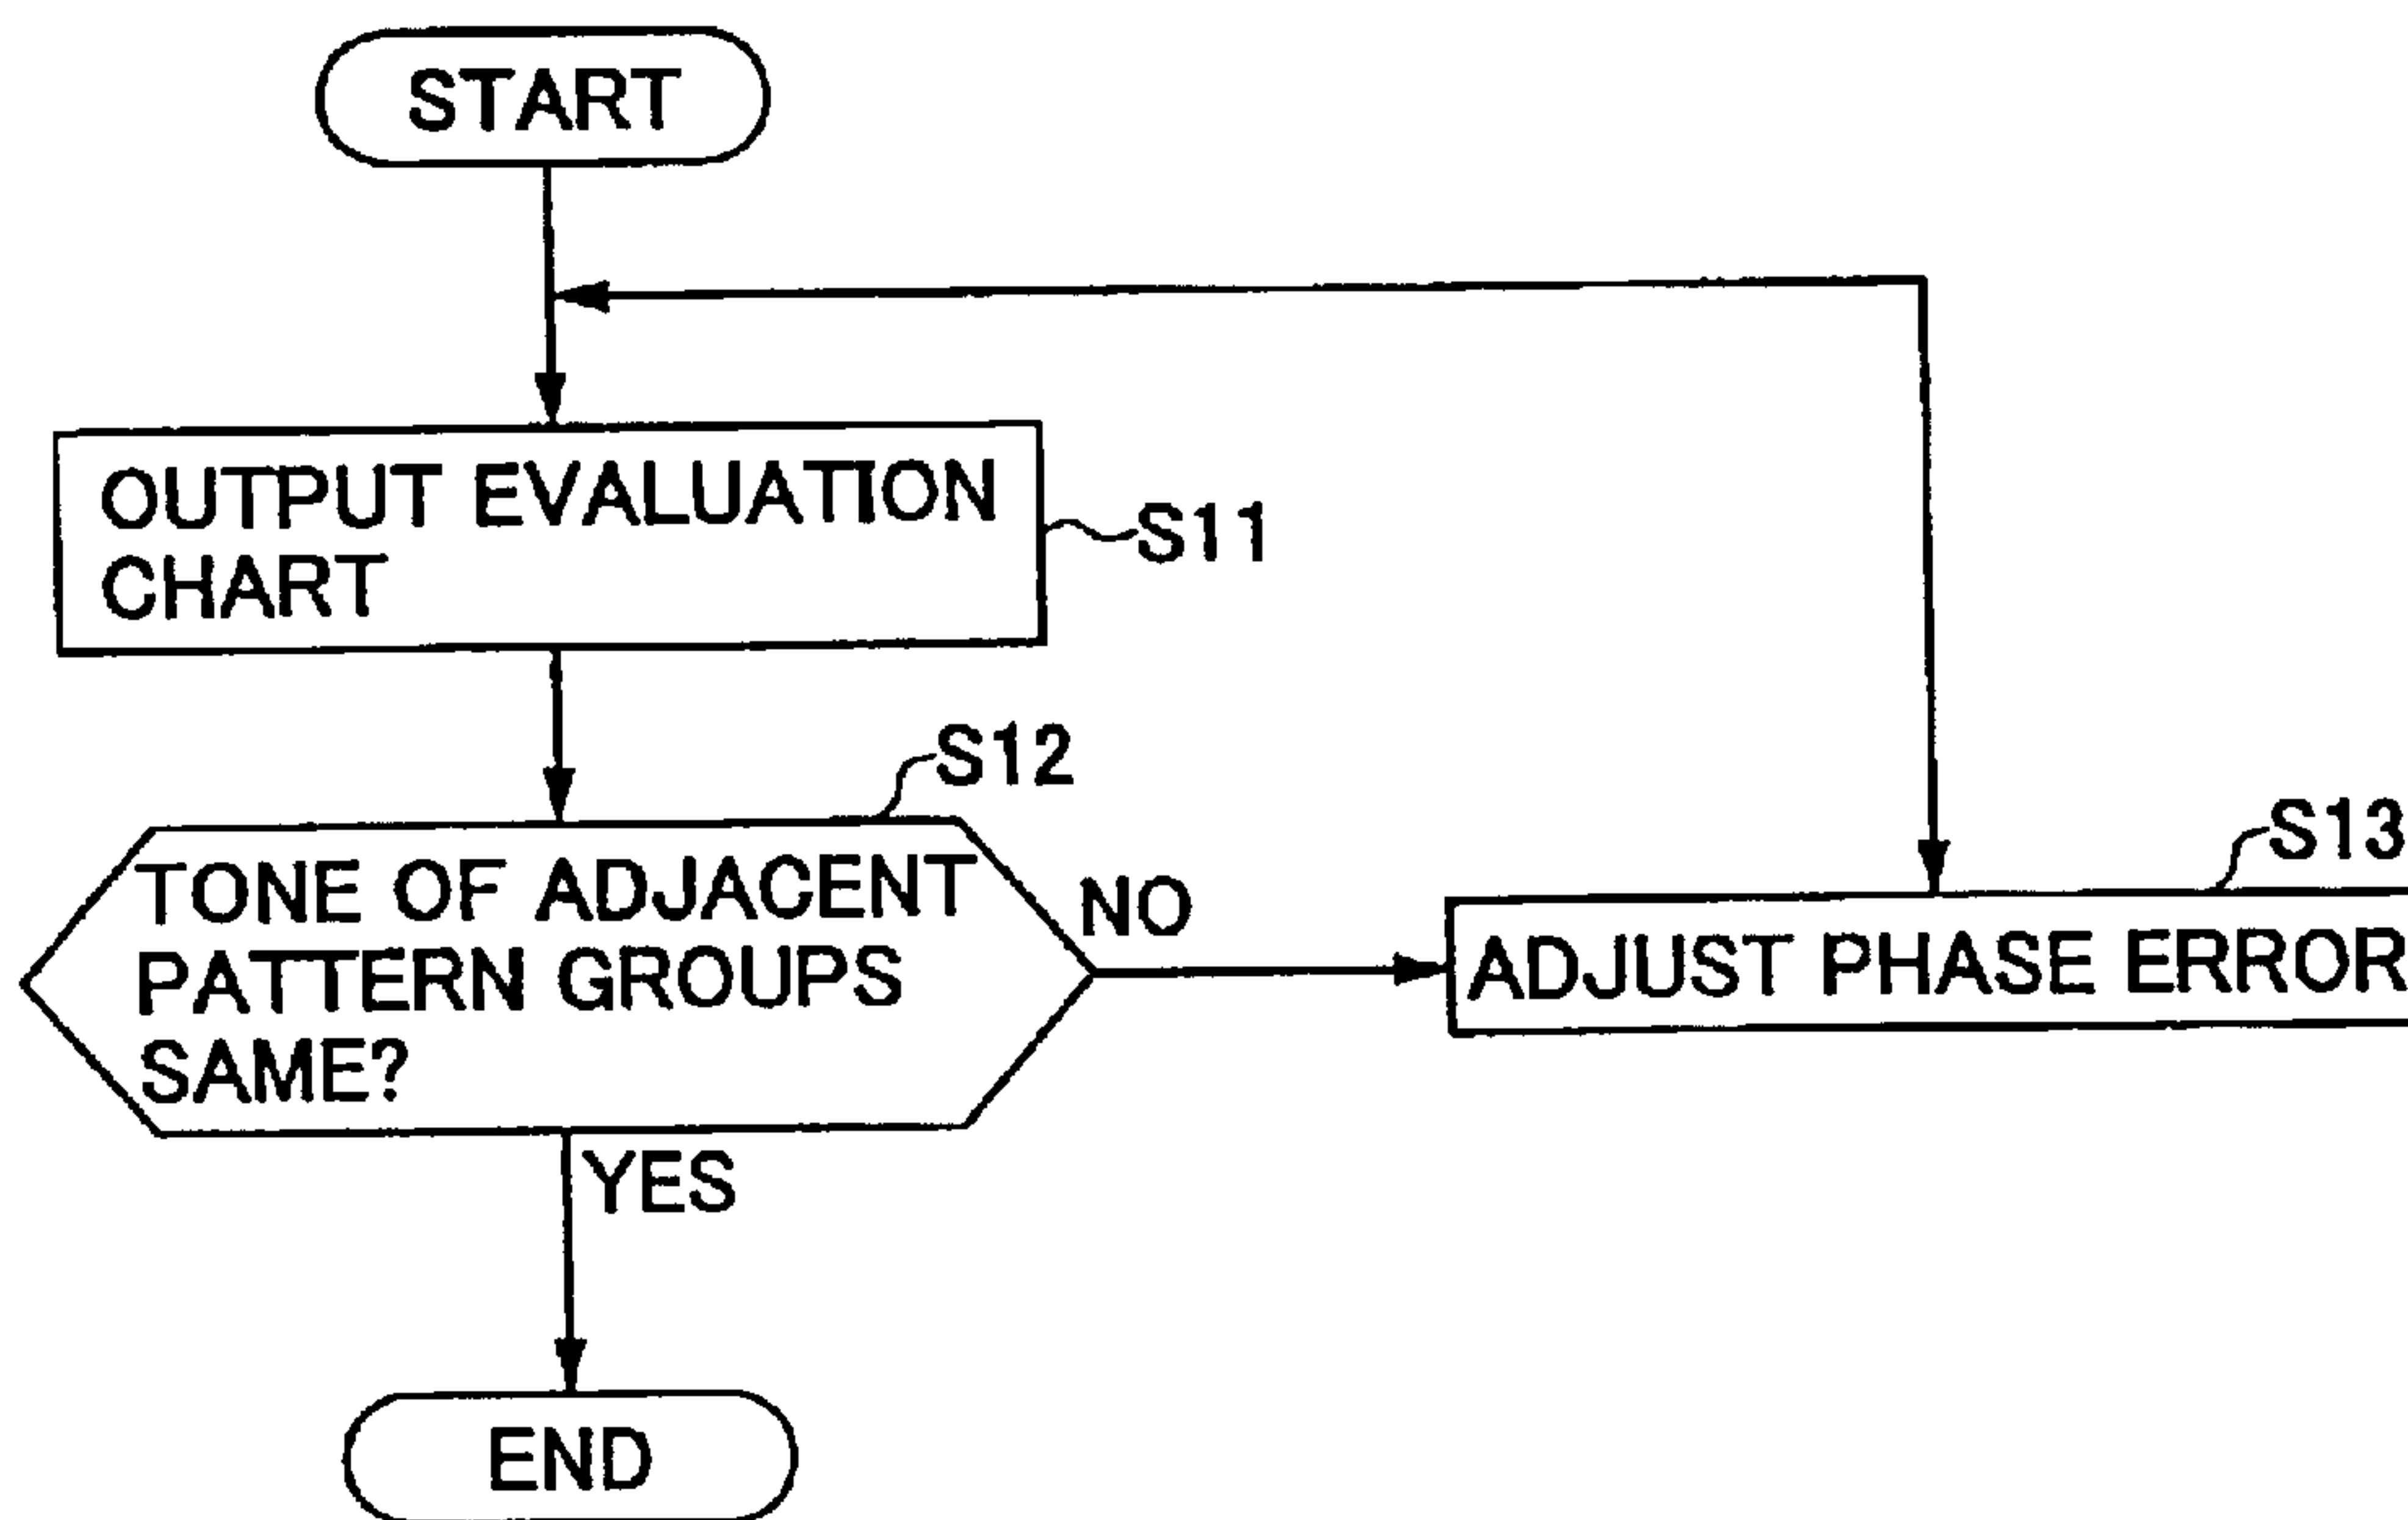 START
OUTPUT EVALUATION
CHART
S11
S12
TONE OF ADJACENT
PATTERN GROUPS
SAME?
NO
S13
ADJUST PHASE ERROR
YES
END